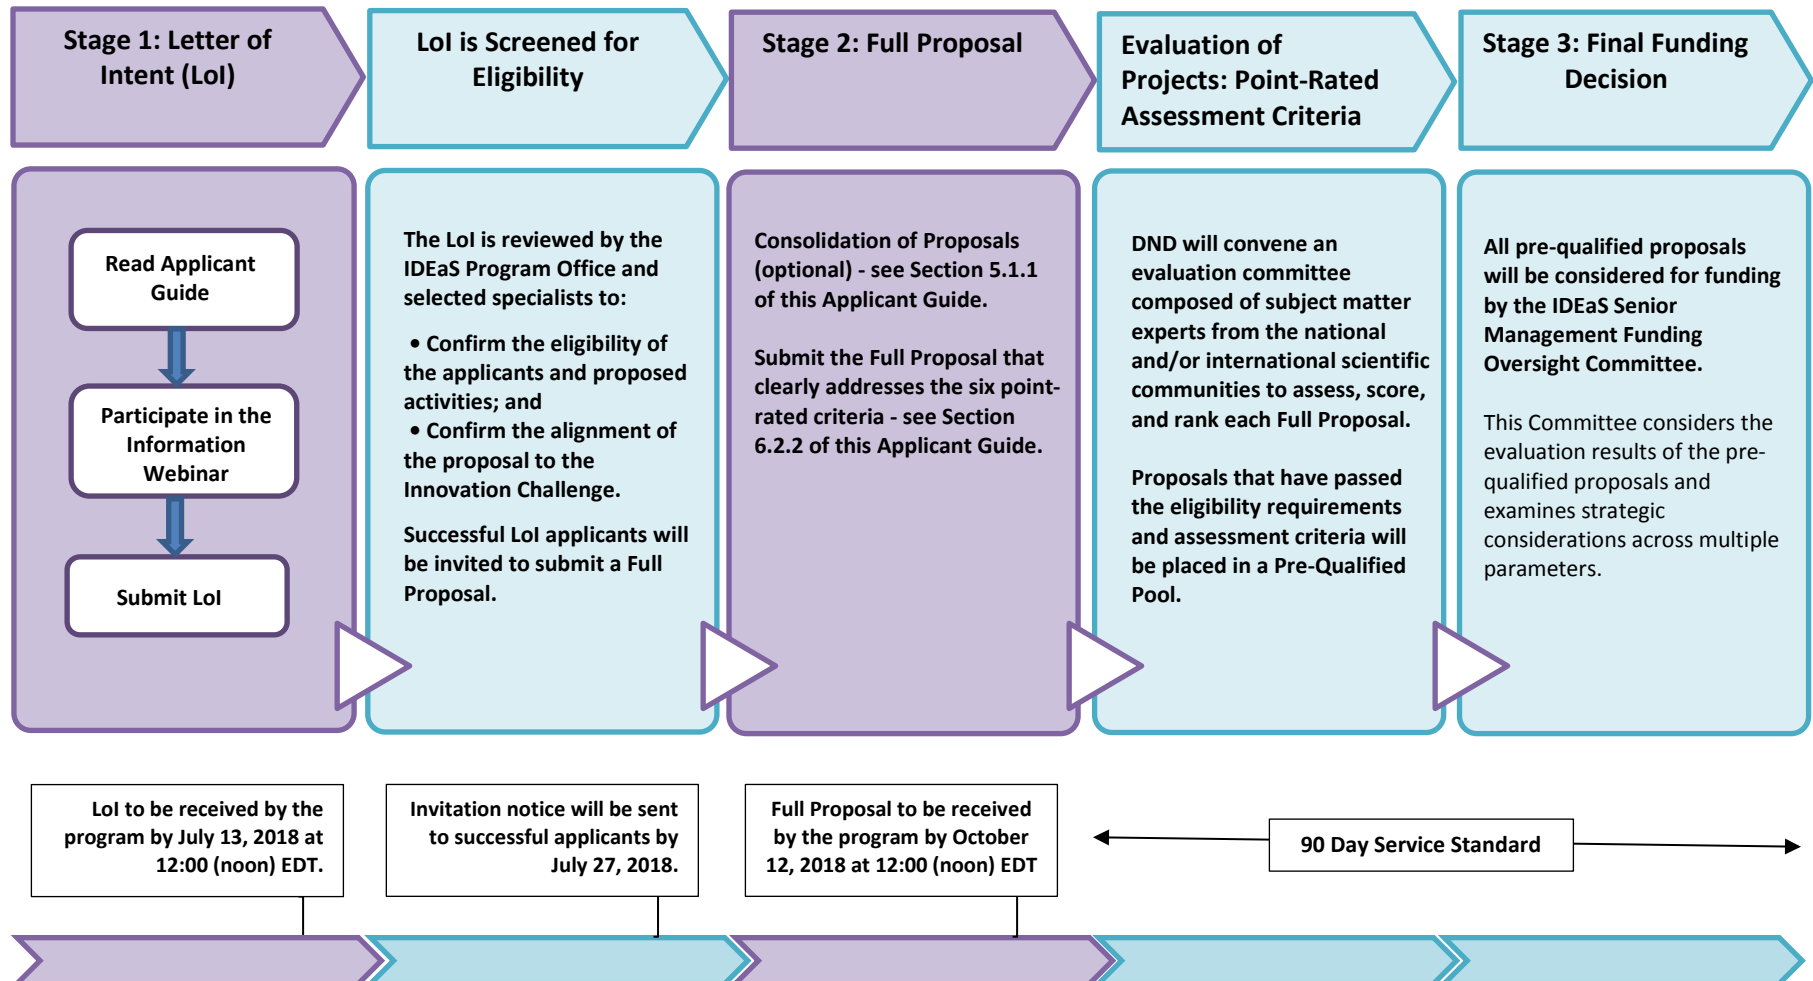 Stage 1: Letter of
Intent (LoI)
LoI is Screened for
Eligibility
Stage 2: Full Proposal
Evaluation of
Projects: Point-Rated
Assessment Criteria
Stage 3: Final Funding
Decision
Read Applicant
Guide
Participate in the
Information
Webinar
Submit LoI
The LoI is reviewed by the
IDEaS Program Office and
selected specialists to:
• Confirm the eligibility of
the applicants and proposed
activities; and
• Confirm the alignment of
the proposal to the
Innovation Challenge.
Successful LoI applicants will
be invited to submit a Full
Proposal.
Consolidation of Proposals
(optional) - see Section 5.1.1
of this Applicant Guide.
Submit the Full Proposal that
clearly addresses the six point-
rated criteria - see Section
6.2.2 of this Applicant Guide.
DND will convene an
evaluation committee
composed of subject matter
experts from the national
and/or international scientific
communities to assess, score,
and rank each Full Proposal.
Proposals that have passed
the eligibility requirements
and assessment criteria will
be placed in a Pre-Qualified
Pool.
All pre-qualified proposals
will be considered for funding
by the IDEaS Senior
Management Funding
Oversight Committee.
This Committee considers the
evaluation results of the pre-
qualified proposals and
examines strategic
considerations across multiple
parameters.
LoI to be received by the
program by July 13, 2018 at
12:00 (noon) EDT.
Invitation notice will be sent
to successful applicants by
July 27, 2018.
Full Proposal to be received
by the program by October
12, 2018 at 12:00 (noon) EDT
90 Day Service Standard